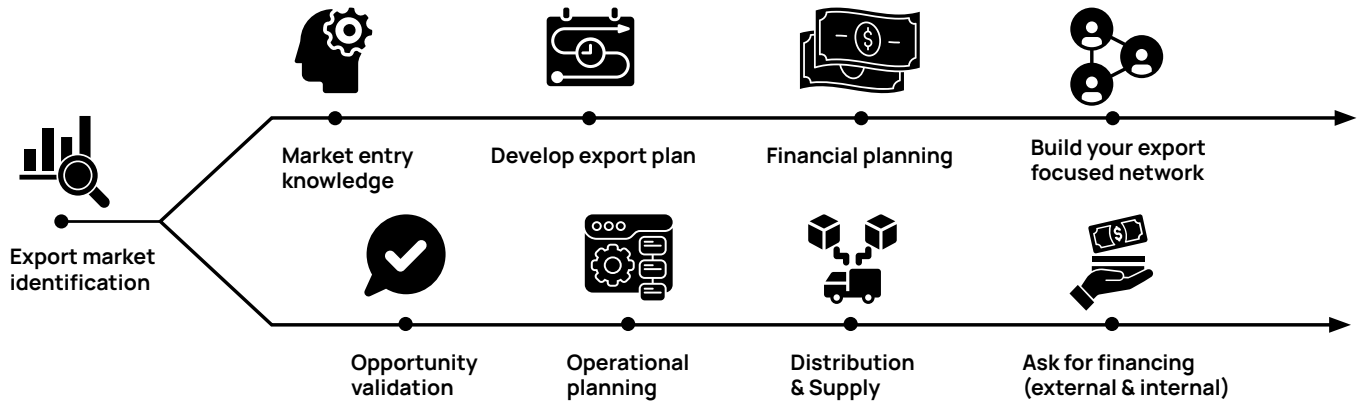 Export market
identification
Market entry
knowledge
Develop export plan
Financial planning
Build your export
focused network
Opportunity
validation
Operational
planning
Distribution
& Supply
Ask for financing
(external & internal)